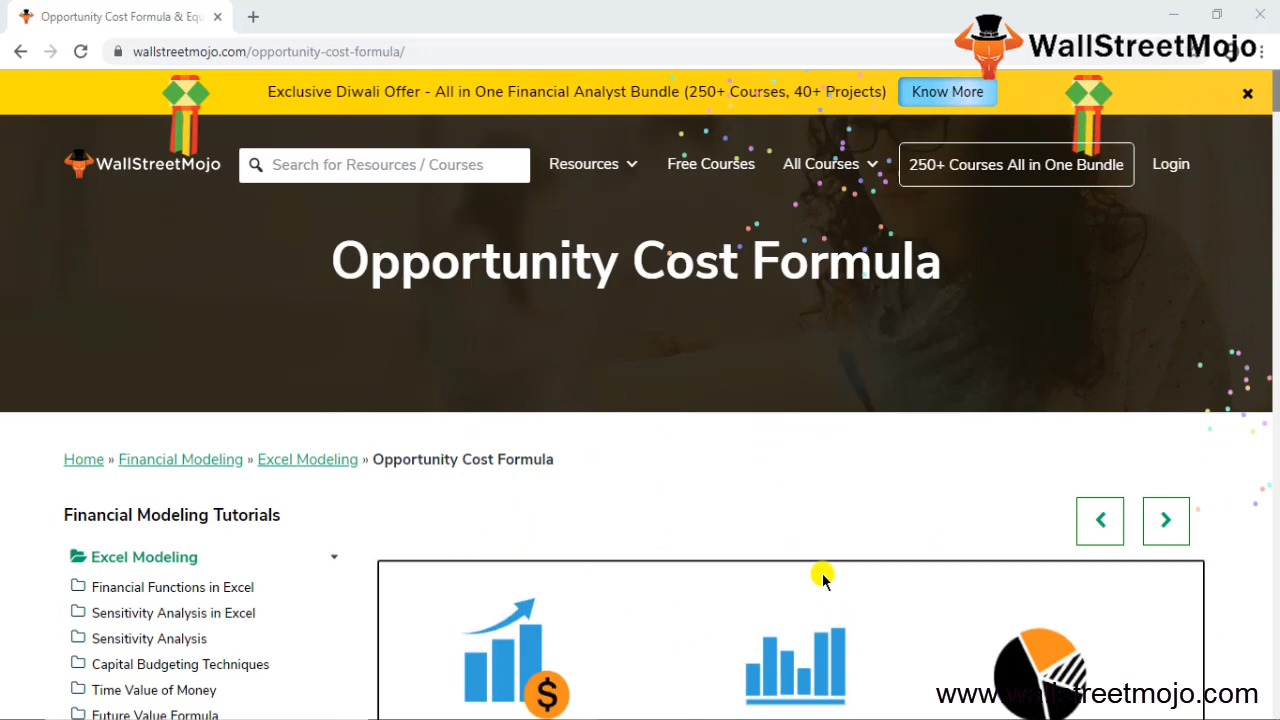 Opportunity Cost Formula & Equ
wallstreetmojo.com/opportunity-cost-formula/
WallStreetMojo
Exclusive Diwali Offer - All in One Financial Analyst Bundle (250+ Courses, 40+ Projects)
Know More
WallStreetMojo
Search for Resources / Courses
Resources
Free Courses
All Courses
250+ Courses All in One Bundle
Login
Opportunity Cost Formula
Home » Financial Modeling » Excel Modeling » Opportunity Cost Formula
Financial Modeling Tutorials
Excel Modeling
Financial Functions in Excel
Sensitivity Analysis in Excel
Sensitivity Analysis
Capital Budgeting Techniques
Time Value of Money
Future Value Formula
$
www.wallstreetmojo.com